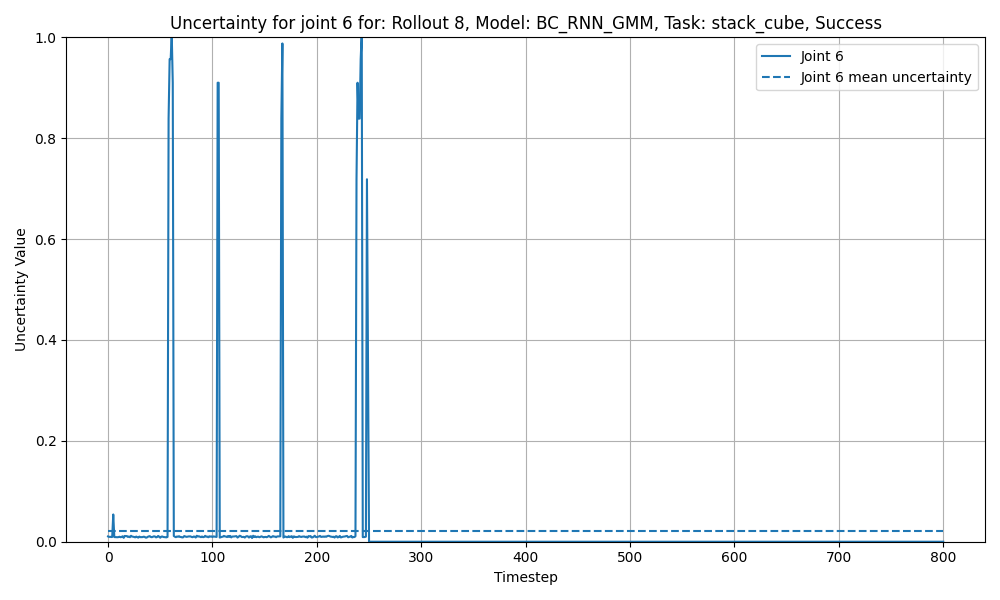 Uncertainty for joint 6 for: Rollout 8, Model: BC_RNN_GMM, Task: stack_cube, Success
Joint 6
Joint 6 mean uncertainty
Uncertainty Value
1.0
0.8
0.6
0.4
0.2
0.0
0 100 200 300 400 500 600 700 800
Timestep